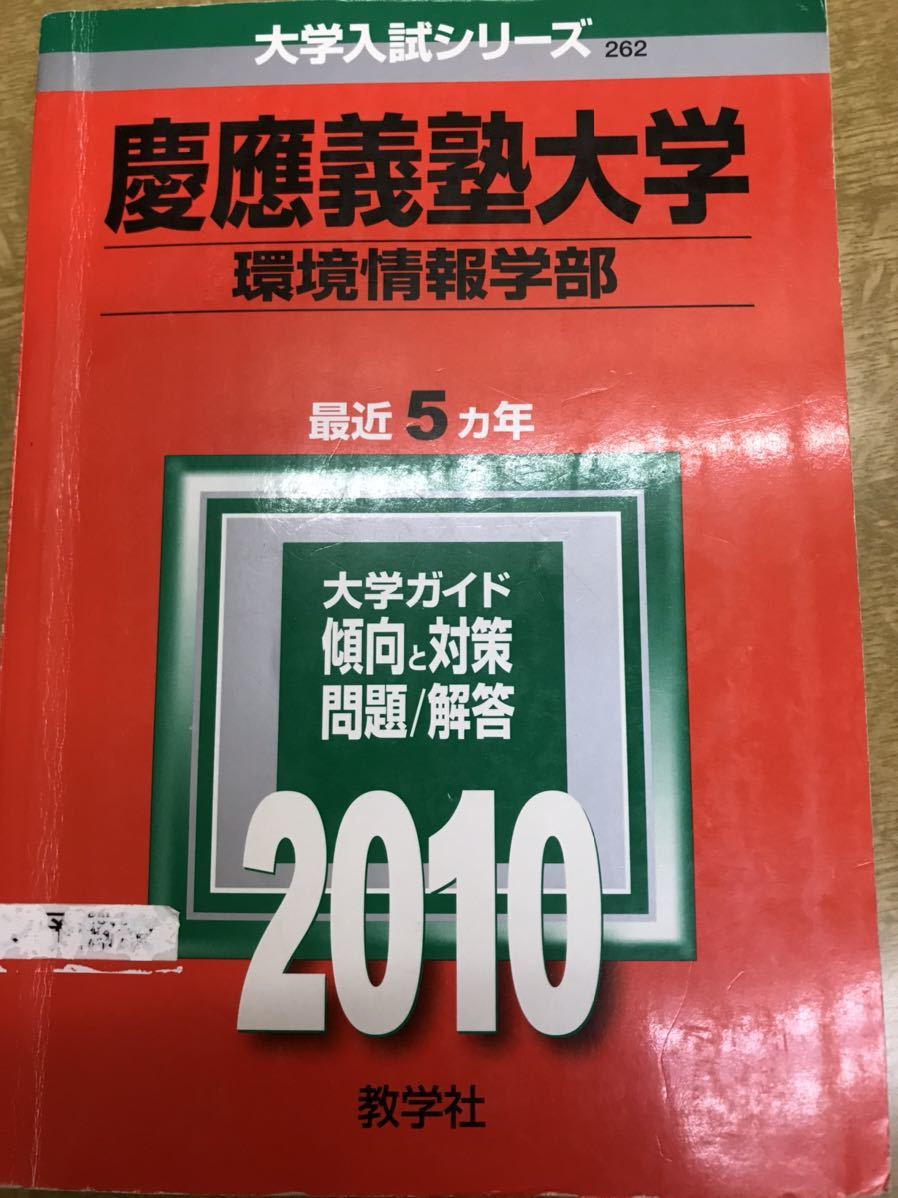 大学入試シリーズ 262
慶應義塾大学
環境情報学部
最近 5 ヵ年
大学ガイド
傾向と対策
問題/解答
2010
教学社